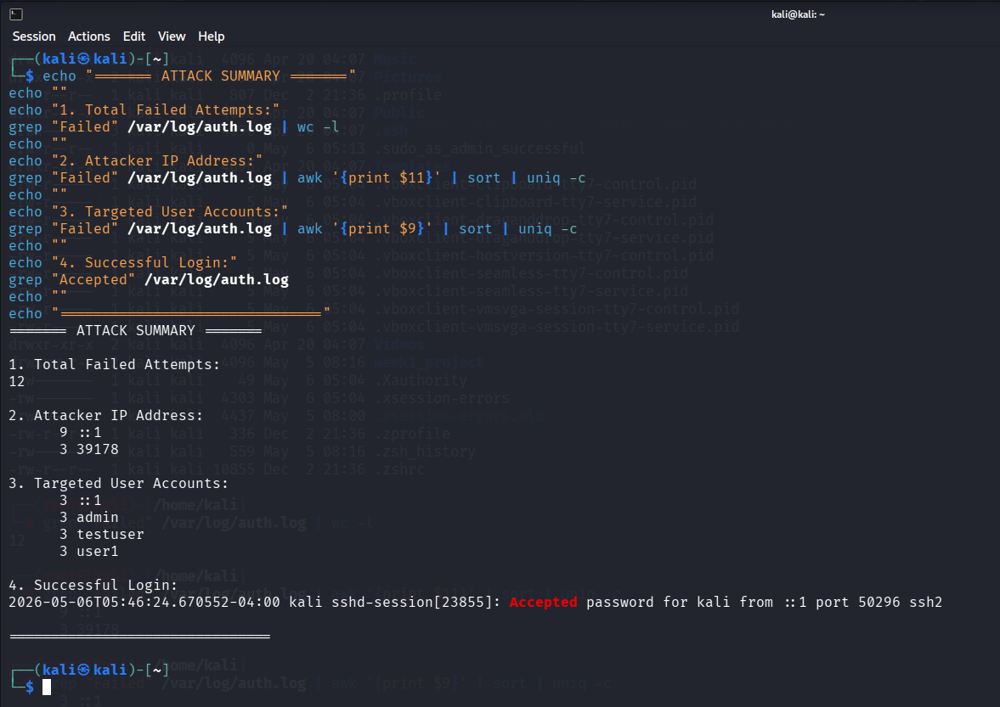 kali@kali: ~
Session Actions Edit View Help
┌──(kali㉿kali)-[~]
└─$ echo "======= ATTACK SUMMARY ======="
echo ""
echo "1. Total Failed Attempts:"
grep "Failed" /var/log/auth.log | wc -l
echo ""
echo "2. Attacker IP Address:"
grep "Failed" /var/log/auth.log | awk '{print $11}' | sort | uniq -c
echo ""
echo "3. Targeted User Accounts:"
grep "Failed" /var/log/auth.log | awk '{print $9}' | sort | uniq -c
echo ""
echo "4. Successful Login:"
grep "Accepted" /var/log/auth.log
echo ""
echo "==============================="
======= ATTACK SUMMARY =======
1. Total Failed Attempts:
12
2. Attacker IP Address:
9 ::1
3 39178
3. Targeted User Accounts:
3 ::1
3 admin
3 testuser
3 user1
4. Successful Login:
2026-05-06T05:46:24.670552-04:00 kali sshd-session[23855]: Accepted password for kali from ::1 port 50296 ssh2
===============================
┌──(kali㉿kali)-[~]
└─$